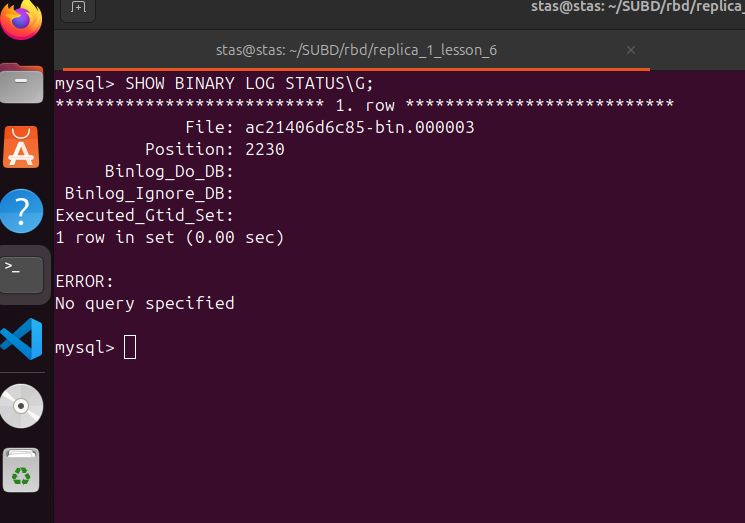 stas@stas: ~/SUBD/rbd/replica_
stas@stas: ~/SUBD/rbd/replica_1_lesson_6
mysql> SHOW BINARY LOG STATUS\G;
*************************** 1. row ***************************
File: ac21406d6c85-bin.000003
Position: 2230
Binlog_Do_DB:
Binlog_Ignore_DB:
Executed_Gtid_Set:
1 row in set (0.00 sec)
ERROR:
No query specified
mysql>